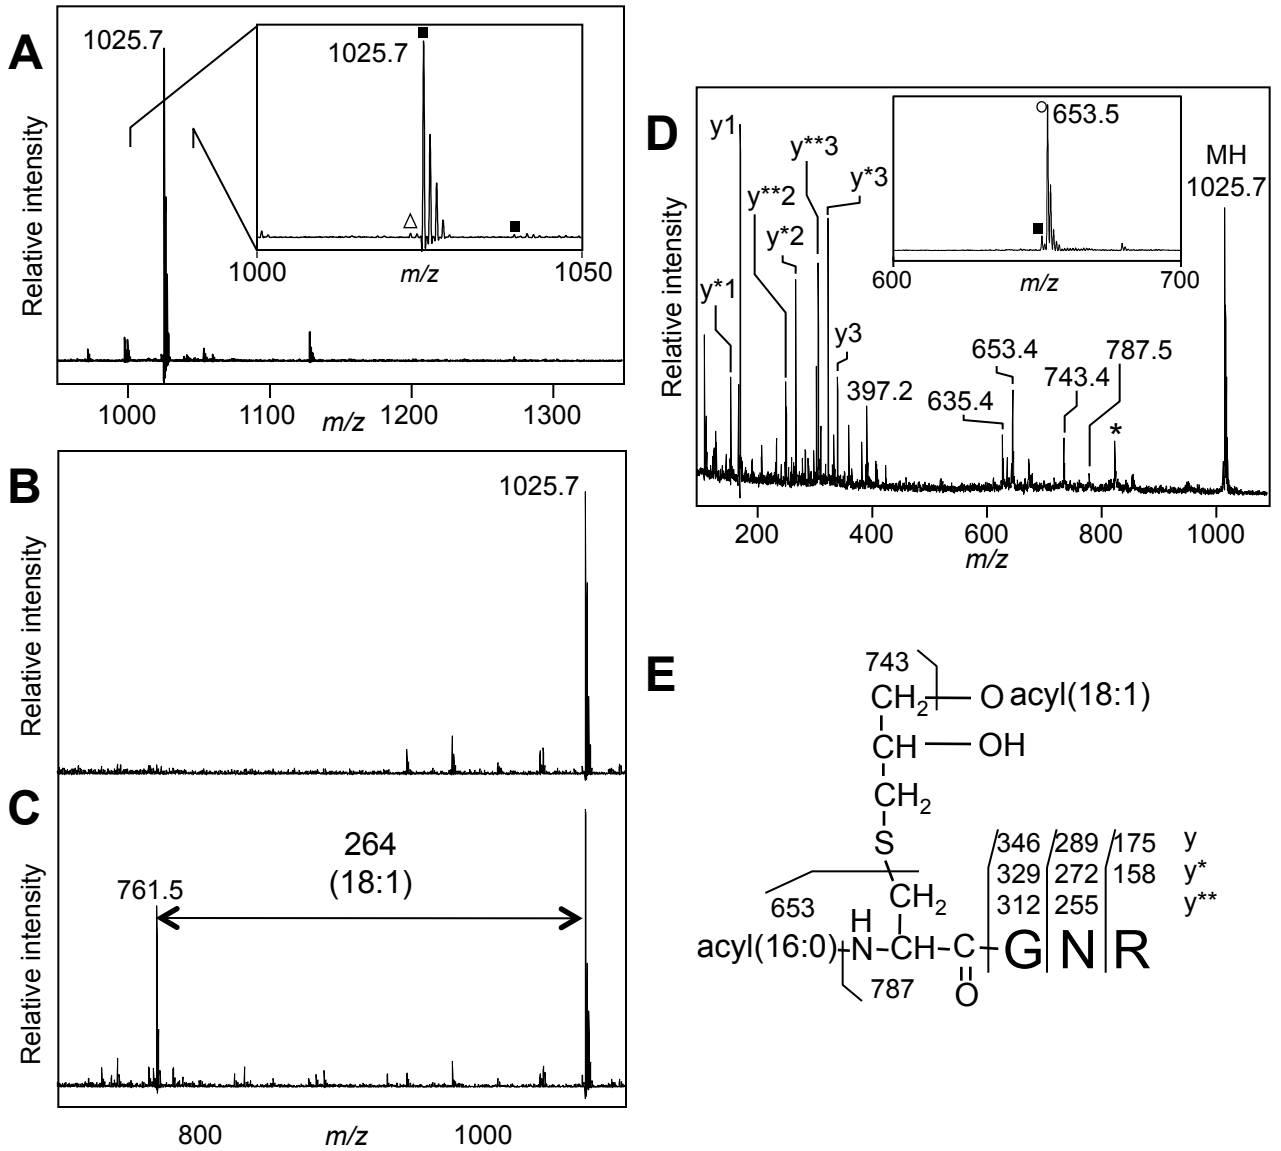 A
1025.7
1025.7
1000
m/z
1050
Relative intensity
1000
1100
m/z
1200
1300
B
1025.7
Relative intensity
C
264
(18:1)
761.5
Relative intensity
800
m/z
1000
D
y1
y**3
y*3
y**2
y*2
y*1
y3
397.2
653.5
600
m/z
700
MH
1025.7
653.4
787.5
743.4
635.4
*
Relative intensity
200
400
600
800
1000
m/z
E
743
CH2 O acyl(18:1)
CH OH
CH2
S
346 289 175 y
329 272 158 y*
312 255 y**
653
CH2
H
acyl(16:0) N CH C G N R
787
O